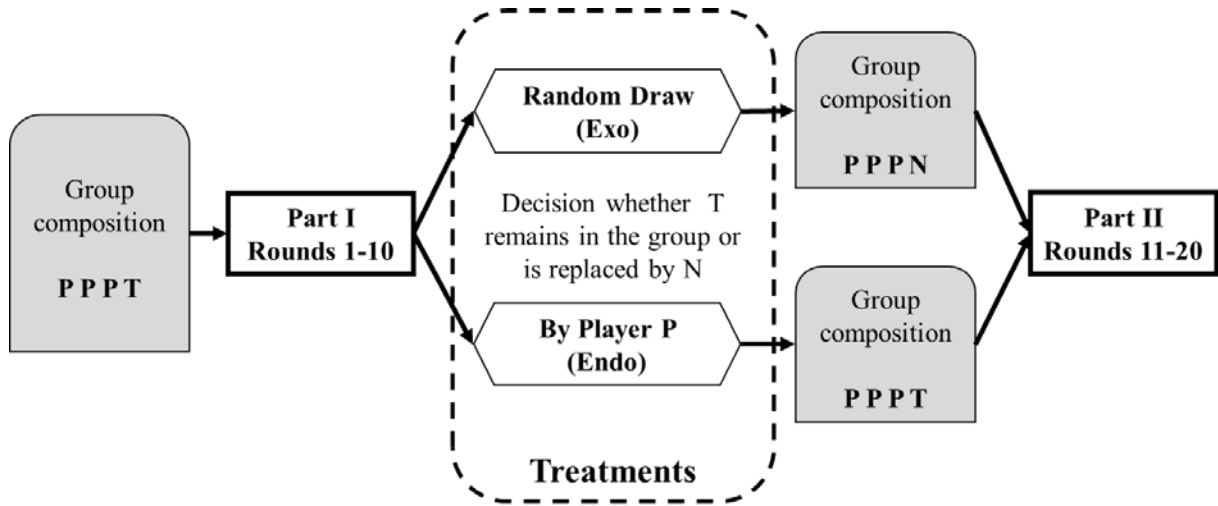 Group
composition
P P P T
Part I
Rounds 1-10
Random Draw
(Exo)
Decision whether T
remains in the group or
is replaced by N
By Player P
(Endo)
Treatments
Group
composition
P P P N
Group
composition
P P P T
Part II
Rounds 11-20